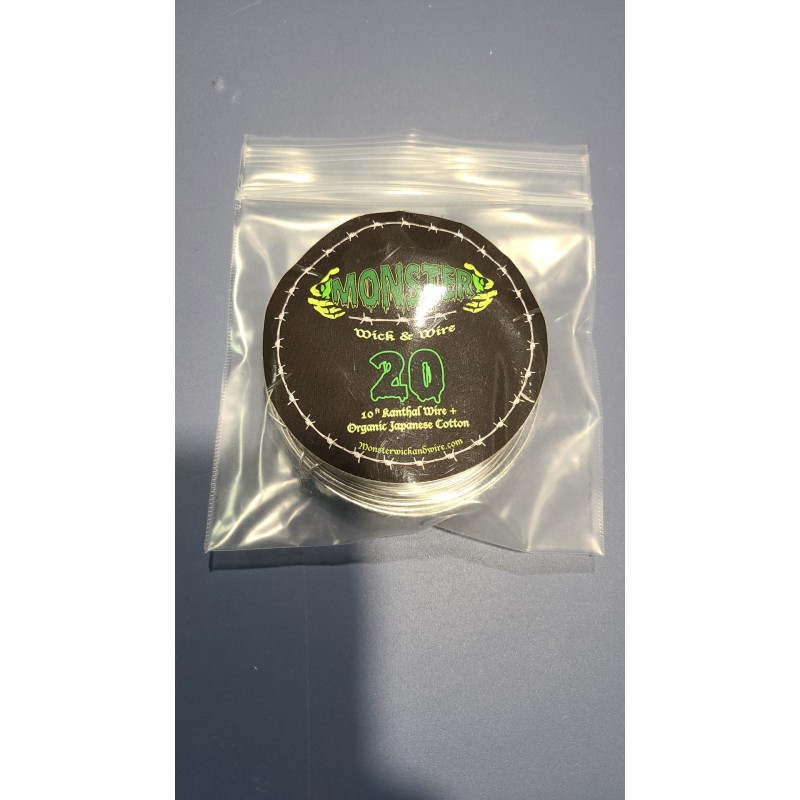 MONSTER
Wick & Wire
20
10 ft Kanthal Wire +
Organic Japanese Cotton
Monsterwickandwire.com